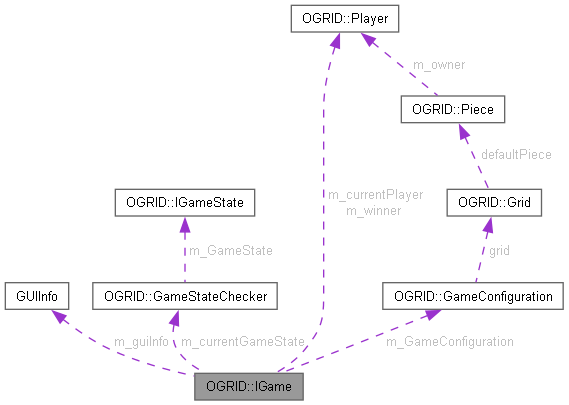 OGRID::Player
m_owner
OGRID::Piece
defaultPiece
OGRID::IGameState
m_currentPlayer
m_winner
OGRID::Grid
m_GameState
grid
GUIInfo
OGRID::GameStateChecker
OGRID::GameConfiguration
m_guiInfo
m_currentGameState
m_GameConfiguration
OGRID::IGame